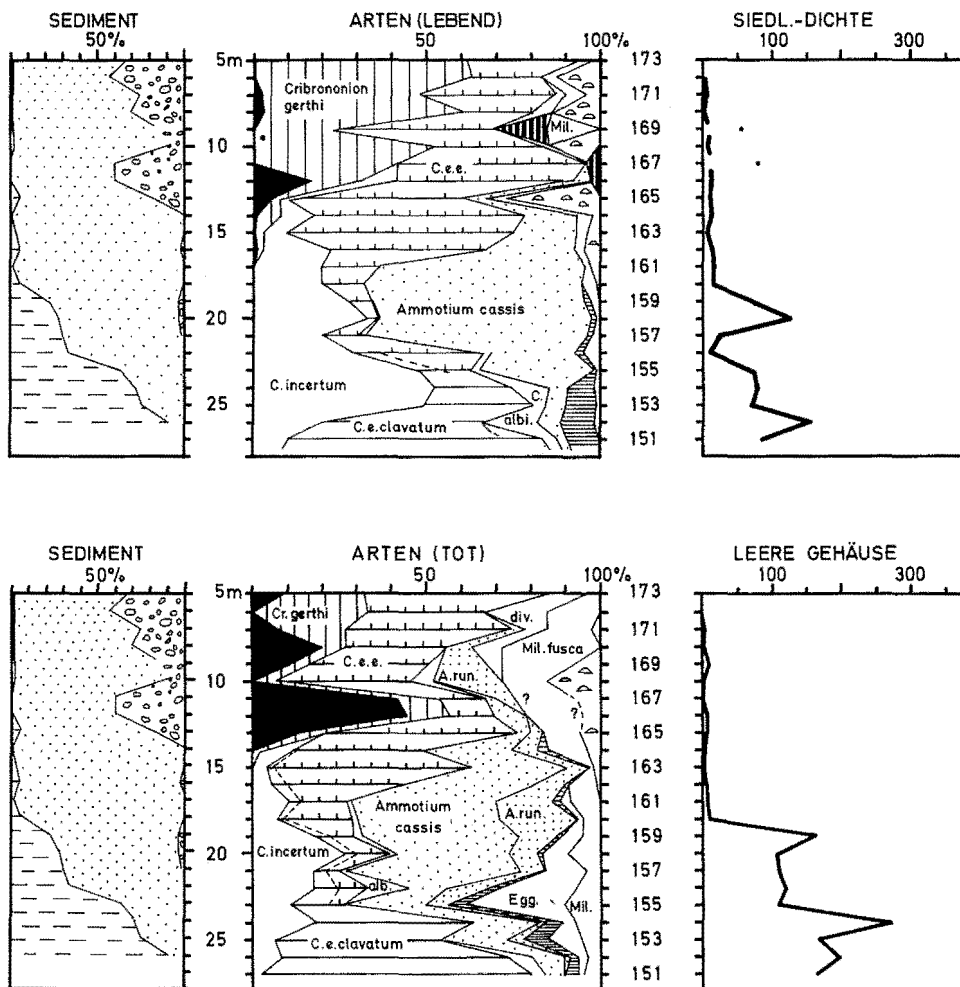 SEDIMENT
50%
ARTEN (LEBEND)
50
100%
SIEDL.-DICHTE
100
300
5m
10
15
20
25
Cribrononion
gerthi
Mil.
C.e.e.
Ammotium cassis
C. incertum
C.
albi.
C.e.clavatum
173
171
169
167
165
163
161
159
157
155
153
151
SEDIMENT
50%
ARTEN (TOT)
50
100%
LEERE GEHÄUSE
100
300
5m
10
15
20
25
Cr. gerthi
div.
Mil. fusca
C.e.e.
A.run.
?
?
Ammotium
cassis
A.run.
C.incertum
alb.
Egg.
Mil.
C.e.clavatum
173
171
169
167
165
163
161
159
157
155
153
151